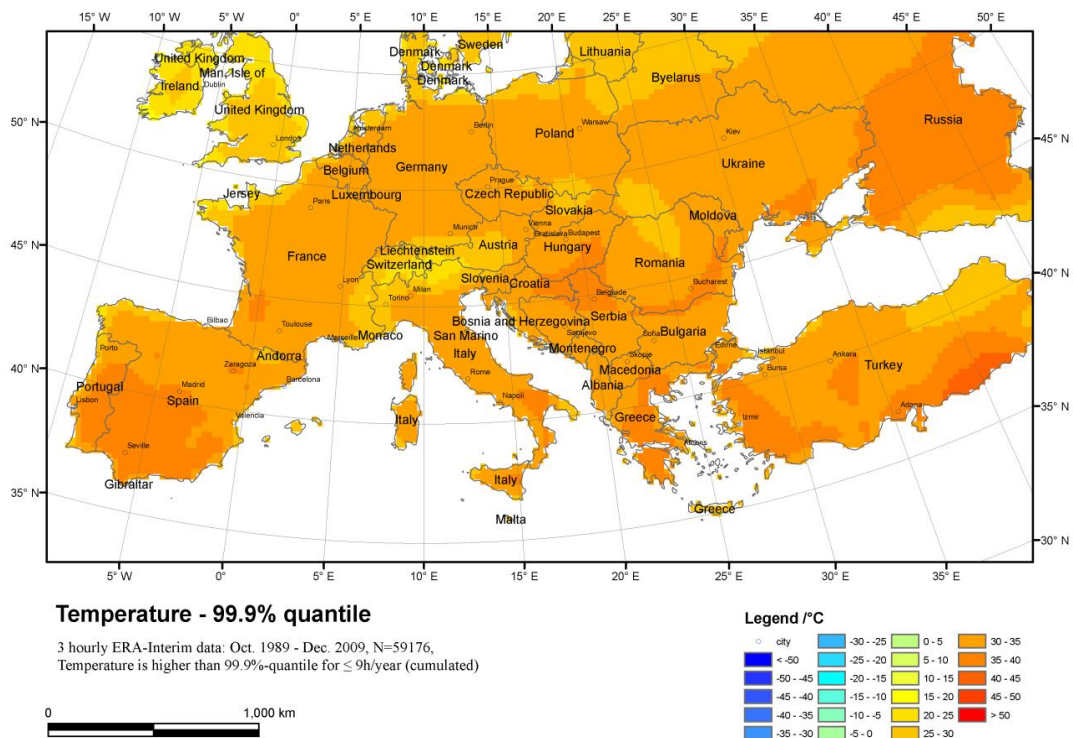 15° W 10° W 5° W 0° 5° E 10° E 15° E 20° E 25° E 30° E 35° E 40° E 45° E 50° E
50° N
45° N
40° N
35° N
45° N
40° N
35° N
30° N
5° W 0° 5° E 10° E 15° E 20° E 25° E 30° E 35° E
United Kingdom
Man, Isle of
Dublin
Ireland
United Kingdom
London
Denmark
Denmark
Denmark
Sweden
Lithuania
Byelarus
Russia
Amsterdam
Netherlands
Berlin
Warsaw
Poland
Kiev
Ukraine
Belgium
Germany
Jersey
Luxembourg
Paris
Prague
Czech Republic
Slovakia
Moldova
Munich
Vienna
Bratislava
Budapest
Austria
Hungary
France
Liechtenstein
Switzerland
Romania
Slovenia
Croatia
Lyon
Milan
Torino
Belgrade
Bucharest
Bosnia and Herzegovina
Serbia
Sarajevo
San Marino
Monaco
Marseille
Toulouse
Bilbao
Andorra
Italy
Montenegro
Sofia
Bulgaria
Skopje
Macedonia
Edirne
Istanbul
Bursa
Ankara
Turkey
Porto
Zaragoza
Barcelona
Rome
Napoli
Albania
Portugal
Lisbon
Madrid
Spain
Valencia
Italy
Greece
Izmir
Adana
Athens
Seville
Gibraltar
Italy
Malta
Greece
Temperature - 99.9% quantile
3 hourly ERA-Interim data: Oct. 1989 - Dec. 2009, N=59176,
Temperature is higher than 99.9%-quantile for ≤ 9h/year (cumulated)
0 1,000 km
Legend /°C
city
< -50
-50 - -45
-45 - -40
-40 - -35
-35 - -30
-30 - -25
-25 - -20
-20 - -15
-15 - -10
-10 - -5
-5 - 0
0 - 5
5 - 10
10 - 15
15 - 20
20 - 25
25 - 30
30 - 35
35 - 40
40 - 45
45 - 50
> 50